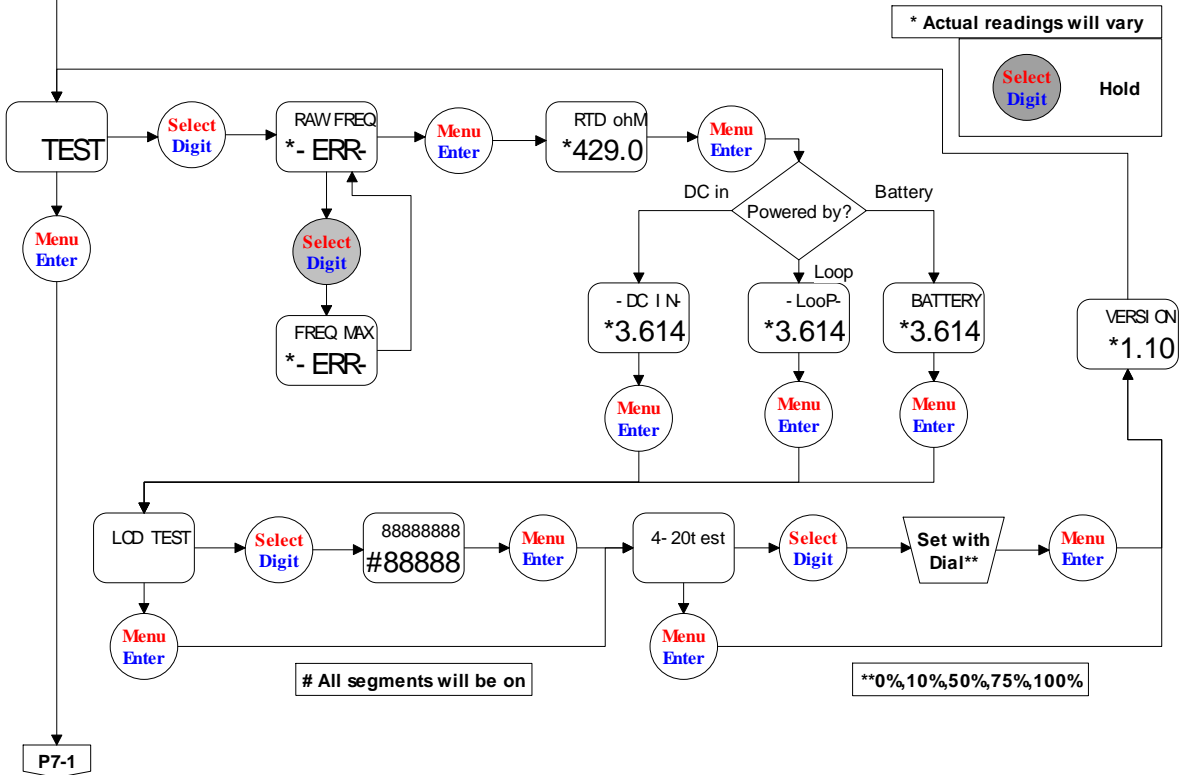 * Actual readings will vary
Select
Digit
Hold
TEST
Select
Digit
RAW FREQ
*- ERR-
Menu
Enter
RTD ohM
*429.0
Menu
Enter
Menu
Enter
Select
Digit
FREQ MAX
*- ERR-
DC in
Powered by?
Battery
Loop
- DC I N-
*3.614
- LooP-
*3.614
BATTERY
*3.614
VERSI ON
*1.10
Menu
Enter
Menu
Enter
Menu
Enter
LCD TEST
Select
Digit
88888888
#88888
Menu
Enter
4- 20t est
Select
Digit
Set with
Dial**
Menu
Enter
Menu
Enter
Menu
Enter
# All segments will be on
**0%,10%,50%,75%,100%
P7-1